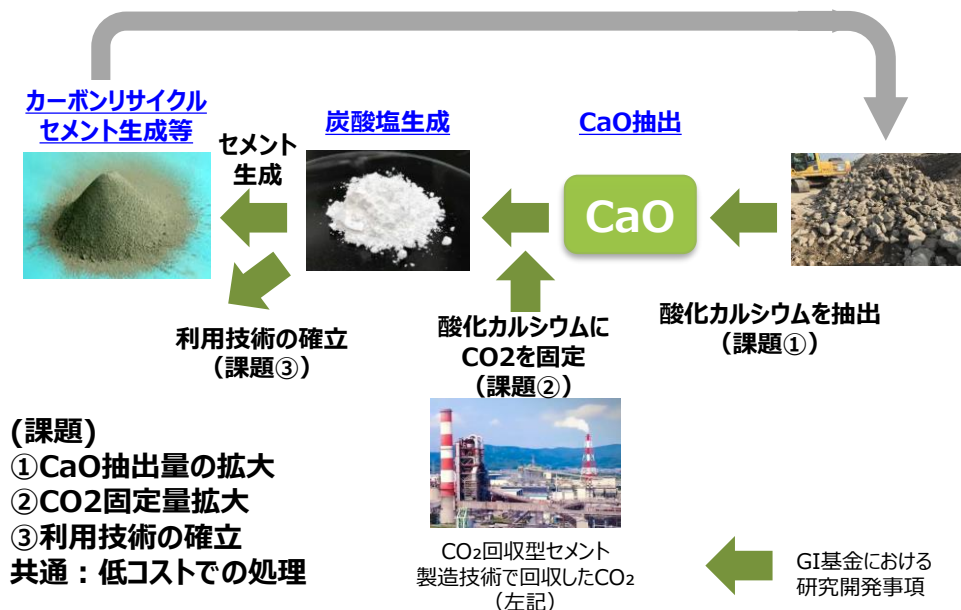 カーボンリサイクル
セメント生成等
セメント
生成
炭酸塩生成
CaO抽出
CaO
利用技術の確立
（課題③）
酸化カルシウムに
CO2を固定
（課題②）
酸化カルシウムを抽出
（課題①）
(課題)
①CaO抽出量の拡大
②CO2固定量拡大
③利用技術の確立
共通：低コストでの処理
CO₂回収型セメント
製造技術で回収したCO₂
（左記）
GI基金における
研究開発事項